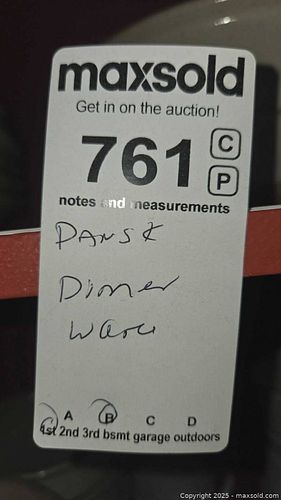 maxsold
Get in on the auction!
761
C
P
notes and measurements
DANSK
Dinner
Ware
A B C D
1st 2nd 3rd bsmt garage outdoors
Copyright 2025 - maxsold.com